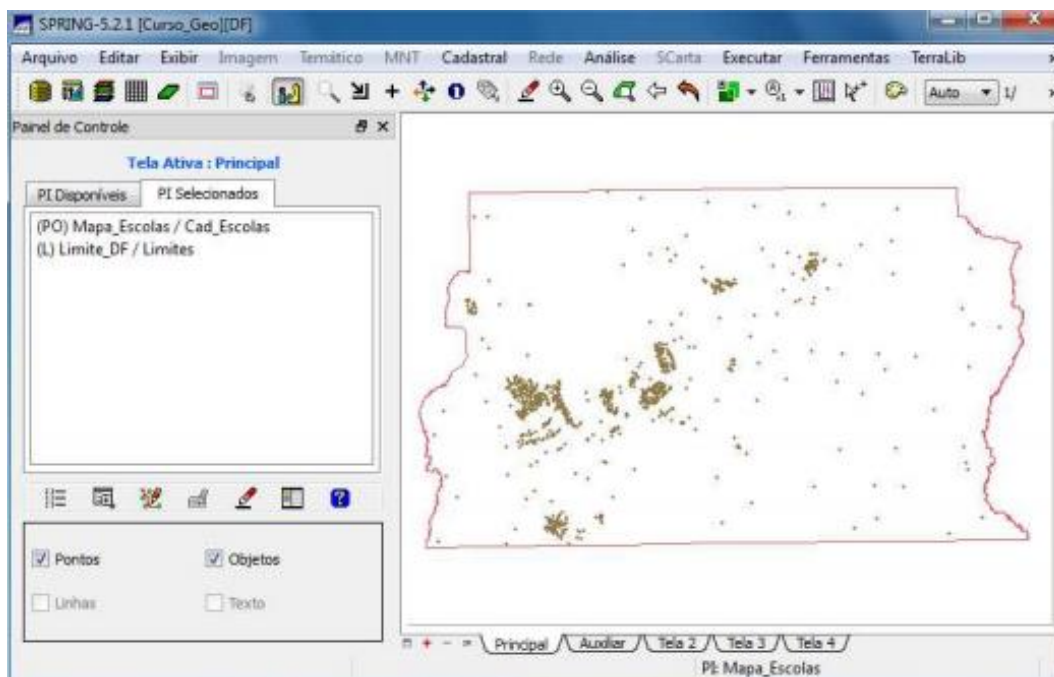 SPRING-5.2.1 [Curso_Geo][DF]
Arquivo Editar Exibir Imagem Temático MNT Cadastral Rede Análise SCarta Executar Ferramentas TerraLib
Auto 1/
Painel de Controle
Tela Ativa : Principal
PI Disponíveis PI Selecionados
(PO) Mapa_Escolas / Cad_Escolas
(L) Limite_DF / Limites
Pontos Objetos
Linhas Texto
Principal Auxiliar Tela 2 Tela 3 Tela 4
PI: Mapa_Escolas